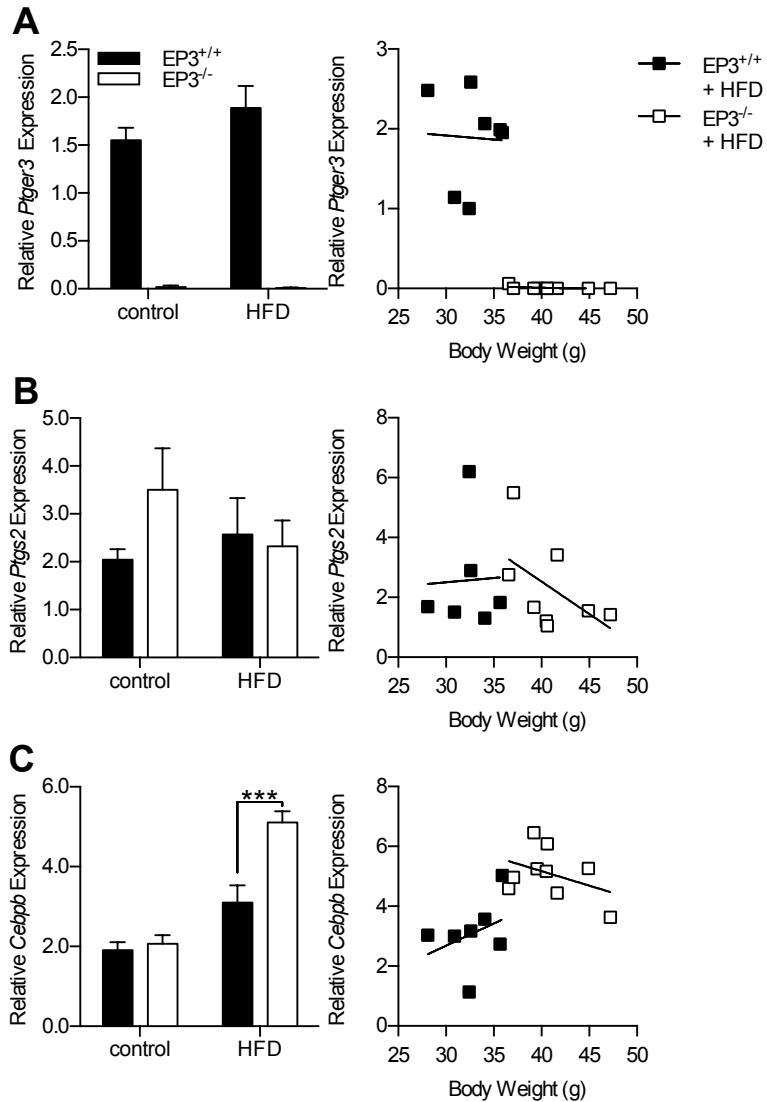 A
Relative Ptger3 Expression
2.5
2.0
1.5
1.0
0.5
0.0
EP3+/+
EP3-/-
control HFD
Relative Ptger3 Expression
3
2
1
0
25 30 35 40 45 50
Body Weight (g)
EP3+/+
+ HFD
EP3-/-
+ HFD
B
Relative Ptgs2 Expression
5.0
4.0
3.0
2.0
1.0
0.0
control HFD
Relative Ptgs2 Expression
8
6
4
2
0
25 30 35 40 45 50
Body Weight (g)
C
Relative Cebpb Expression
6.0
4.0
2.0
0.0
***
control HFD
Relative Cebpb Expression
8
6
4
2
0
25 30 35 40 45 50
Body Weight (g)